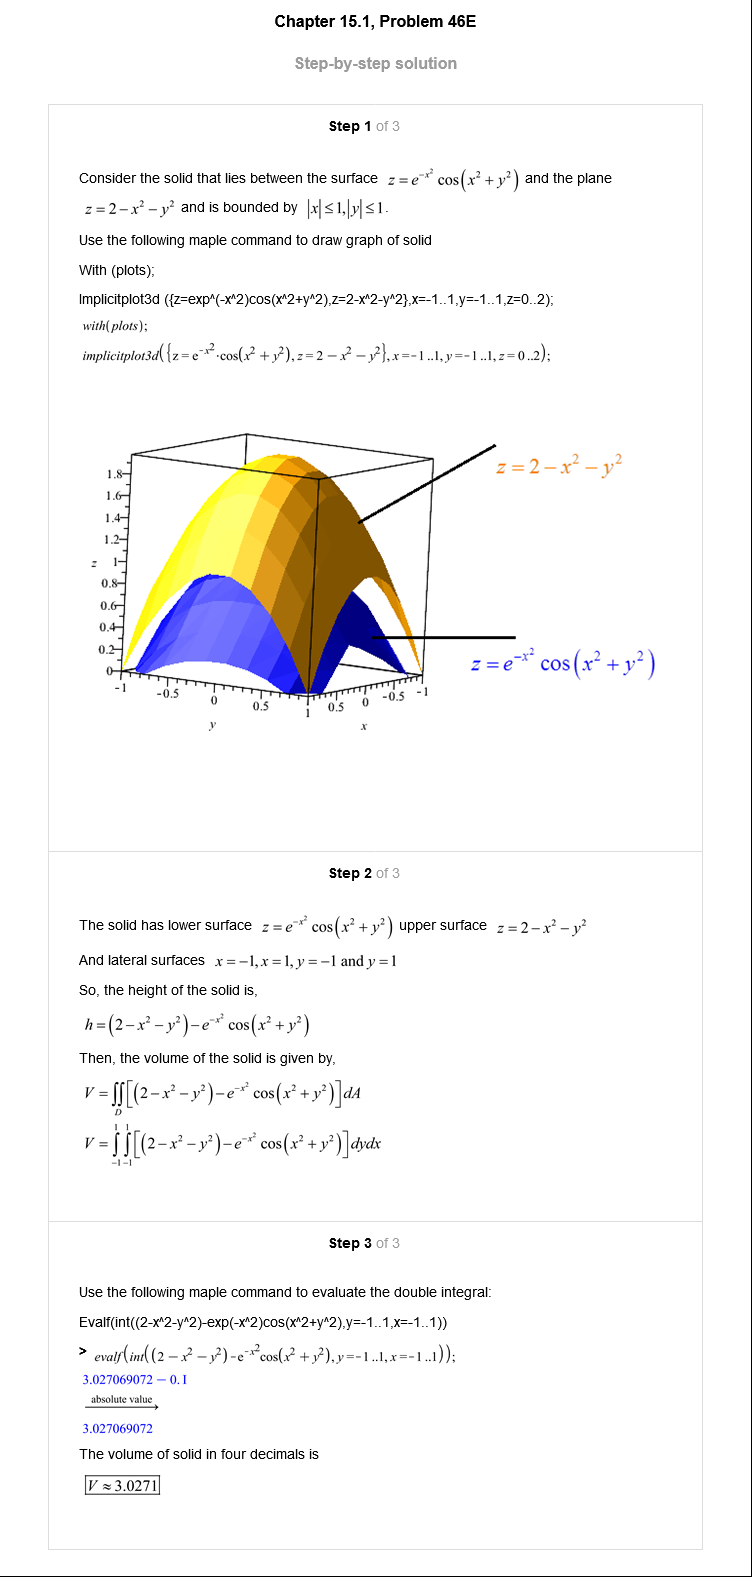 Chapter 15.1, Problem 46E
Step-by-step solution
Step 1 of 3
Consider the solid that lies between the surface z = e^{-x^2} cos(x^2 + y^2) and the plane
z = 2 – x^2 – y^2 and is bounded by |x| ≤ 1, |y| ≤ 1.
Use the following maple command to draw graph of solid
With (plots);
Implicitplot3d ({z=exp^(-x^2)cos(x^2+y^2),z=2-x^2-y^2},x=-1..1,y=-1..1,z=0..2);
with(plots);
implicitplot3d({z = e^{-x^2}·cos(x^2 + y^2), z = 2 – x^2 – y^2}, x = -1 ..1, y = -1 ..1, z = 0 ..2);
z = 2 – x^2 – y^2
1.8
1.6
1.4
1.2
z 1
0.8
0.6
0.4
0.2
0
z = e^{-x^2} cos(x^2 + y^2)
-1 -0.5 0 0.5 1 0.5 0 -0.5 -1
y x
Step 2 of 3
The solid has lower surface z = e^{-x^2} cos(x^2 + y^2) upper surface z = 2 – x^2 – y^2
And lateral surfaces x = –1, x = 1, y = –1 and y = 1
So, the height of the solid is,
h = (2 – x^2 – y^2) – e^{-x^2} cos(x^2 + y^2)
Then, the volume of the solid is given by,
V = ∬_D [(2 – x^2 – y^2) – e^{-x^2} cos(x^2 + y^2)] dA
V = ∫_{-1}^{1} ∫_{-1}^{1} [(2 – x^2 – y^2) – e^{-x^2} cos(x^2 + y^2)] dydx
Step 3 of 3
Use the following maple command to evaluate the double integral:
Evalf(int((2-x^2-y^2)-exp(-x^2)cos(x^2+y^2),y=-1..1,x=-1..1))
> evalf(int((2 – x^2 – y^2) – e^{-x^2}cos(x^2 + y^2), y = -1 ..1, x = -1 ..1));
3.027069072 – 0. I
absolute value
→
3.027069072
The volume of solid in four decimals is
V ≈ 3.0271